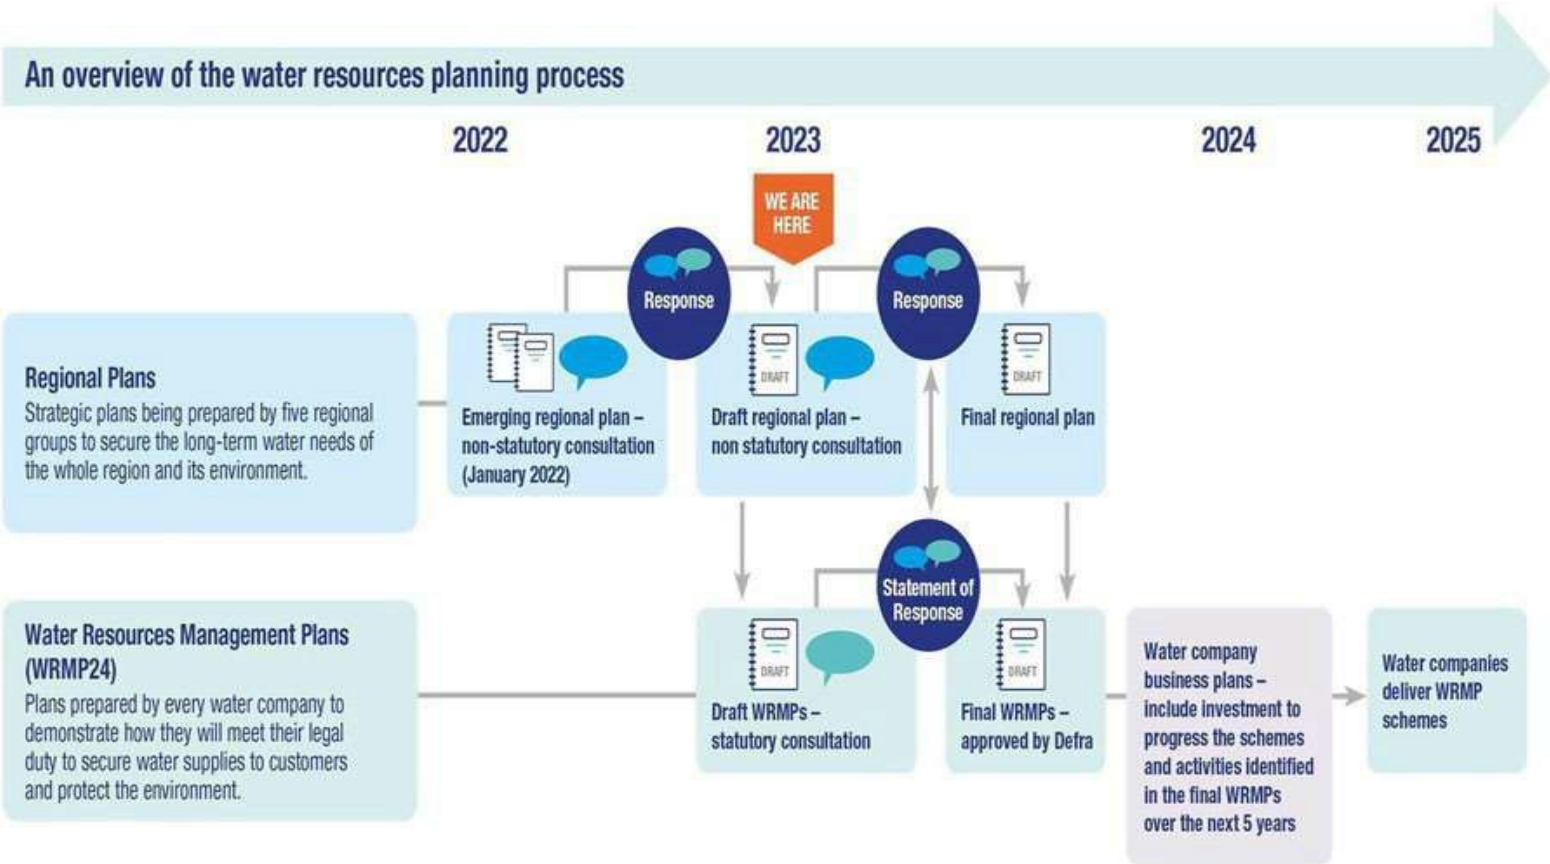 An overview of the water resources planning process
2022
2023
2024
2025
WE ARE
HERE
Response
Response
Regional Plans
Strategic plans being prepared by five regional
groups to secure the long-term water needs of
the whole region and its environment.
Emerging regional plan –
non-statutory consultation
(January 2022)
DRAFT
Draft regional plan –
non statutory consultation
DRAFT
Final regional plan
Statement of
Response
Water Resources Management Plans
(WRMP24)
Plans prepared by every water company to
demonstrate how they will meet their legal
duty to secure water supplies to customers
and protect the environment.
DRAFT
Draft WRMPs –
statutory consultation
DRAFT
Final WRMPs –
approved by Defra
Water company
business plans –
include investment to
progress the schemes
and activities identified
in the final WRMPs
over the next 5 years
Water companies
deliver WRMP
schemes